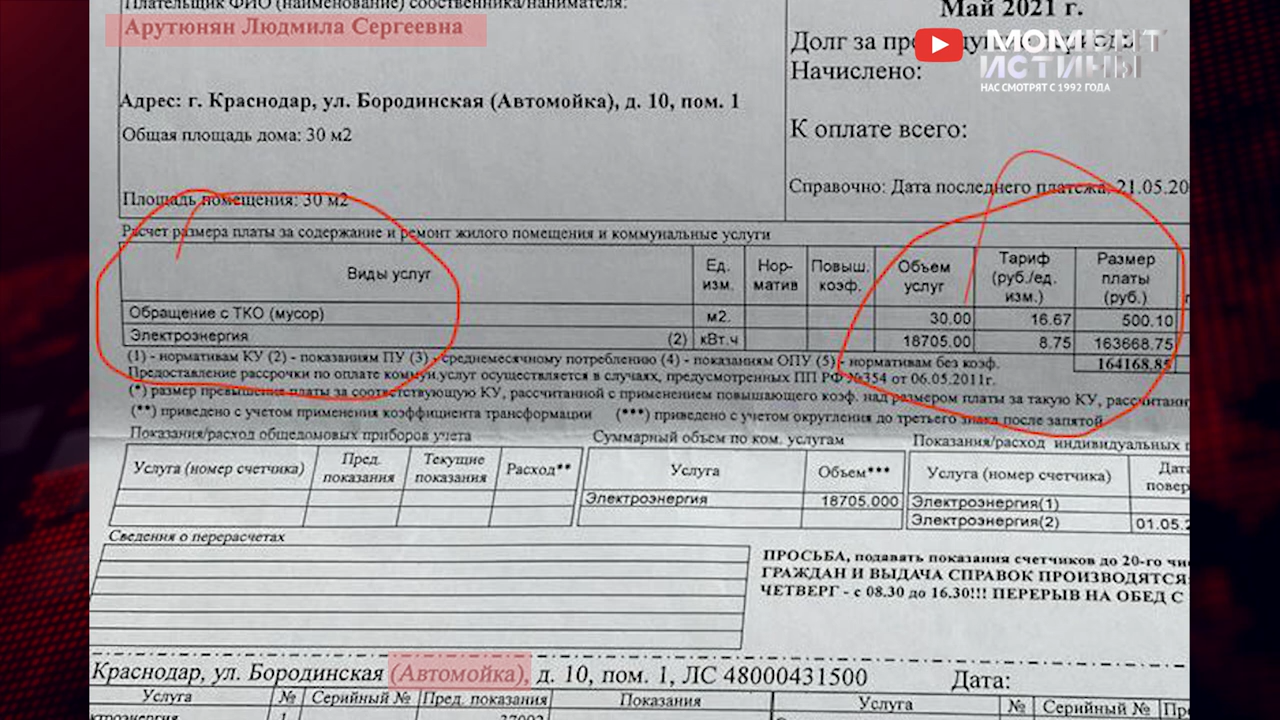 Плательщик ФИО (наименование) собственника/нанимателя:
Арутюнян Людмила Сергеевна
Адрес: г. Краснодар, ул. Бородинская (Автомойка), д. 10, пом. 1
Общая площадь дома: 30 м2
Площадь помещения: 30 м2
Май 2021 г.
Долг за
Начислено:
К оплате всего:
Справочно: Дата последнего платежа: 21.05.20
МОМЕНТ
ИСТИНЫ
НАС СМОТРЯТ С 1992 ГОДА
Расчет размера платы за содержание и ремонт жилого помещения и коммунальные услуги
Виды услуг Ед. изм. Нор-матив Повыш. коэф. Объем услуг Тариф (руб./ед. изм.) Размер платы (руб.)
Обращение с ТКО (мусор) м2. 30.00 16.67 500.10
Электроэнергия (2) кВт.ч 18705.00 8.75 163668.75
164168.85
(1) - нормативам КУ (2) - показаниям ПУ (3) - среднемесячному потреблению (4) - показаниям ОПУ (5) - нормативам без коэф.
Предоставление рассрочки по оплате коммун.услуг осуществляется в случаях, предусмотренных ПП РФ №354 от 06.05.2011г.
(*) размер превышения платы за соответствующую КУ, рассчитанной с применением повышающего коэф. над размером платы за такую КУ, рассчитанн
(**) приведено с учетом применения коэффициента трансформации (***) приведено с учетом округления до третьего знака после запятой
Показания/расход общедомовых приборов учета
Услуга (номер счетчика) Пред. показания Текущие показания Расход**
Суммарный объем по ком. услугам
Услуга Объем***
Электроэнергия 18705.000
Показания/расход индивидуальных п
Услуга (номер счетчика) Дата повер
Электроэнергия(1)
Электроэнергия(2) 01.05.2
Сведения о перерасчетах
ПРОСЬБА, подавать показания счетчиков до 20-го чис
ГРАЖДАН И ВЫДАЧА СПРАВОК ПРОИЗВОДЯТСЯ
ЧЕТВЕРГ - с 08.30 до 16.30!!! ПЕРЕРЫВ НА ОБЕД С
Краснодар, ул. Бородинская (Автомойка), д. 10, пом. 1, ЛС 48000431500 Дата:
Услуга № Серийный № Пред. показания Показания Услуга № Серийный № Пр
ктроэнергия 1